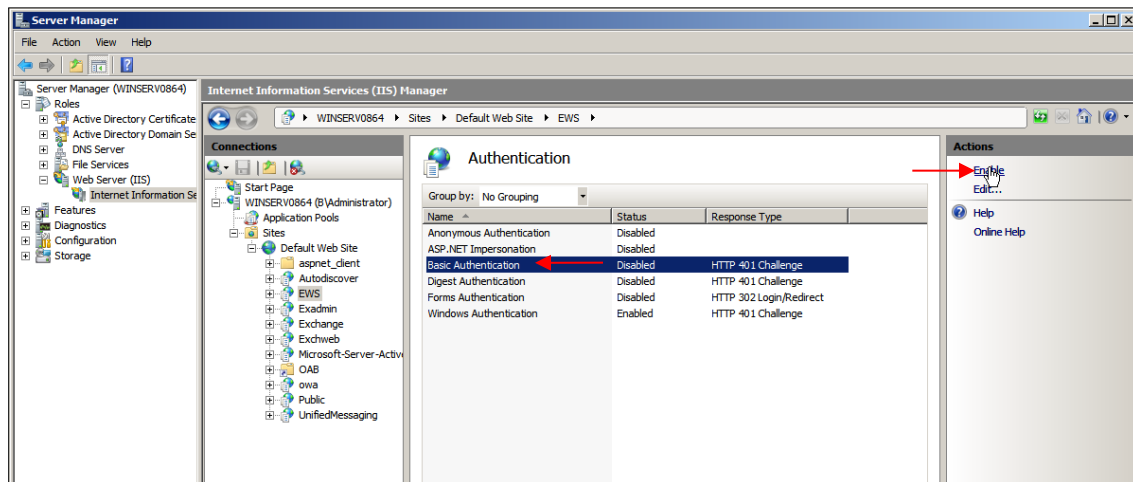 Server Manager
File Action View Help
Server Manager (WINSERV0864)
Roles
Active Directory Certificate
Active Directory Domain Se
DNS Server
File Services
Web Server (IIS)
Internet Information Se
Features
Diagnostics
Configuration
Storage
Internet Information Services (IIS) Manager
WINSERV0864 Sites Default Web Site EWS
Connections
Start Page
WINSERV0864 (B\Administrator)
Application Pools
Sites
Default Web Site
aspnet_client
Autodiscover
EWS
Exadmin
Exchange
Exchweb
Microsoft-Server-Active
OAB
owa
Public
UnifiedMessaging
Authentication
Group by: No Grouping
Name Status Response Type
Anonymous Authentication Disabled
ASP.NET Impersonation Disabled
Basic Authentication Disabled HTTP 401 Challenge
Digest Authentication Disabled HTTP 401 Challenge
Forms Authentication Disabled HTTP 302 Login/Redirect
Windows Authentication Enabled HTTP 401 Challenge
Actions
Enable
Edit...
Help
Online Help